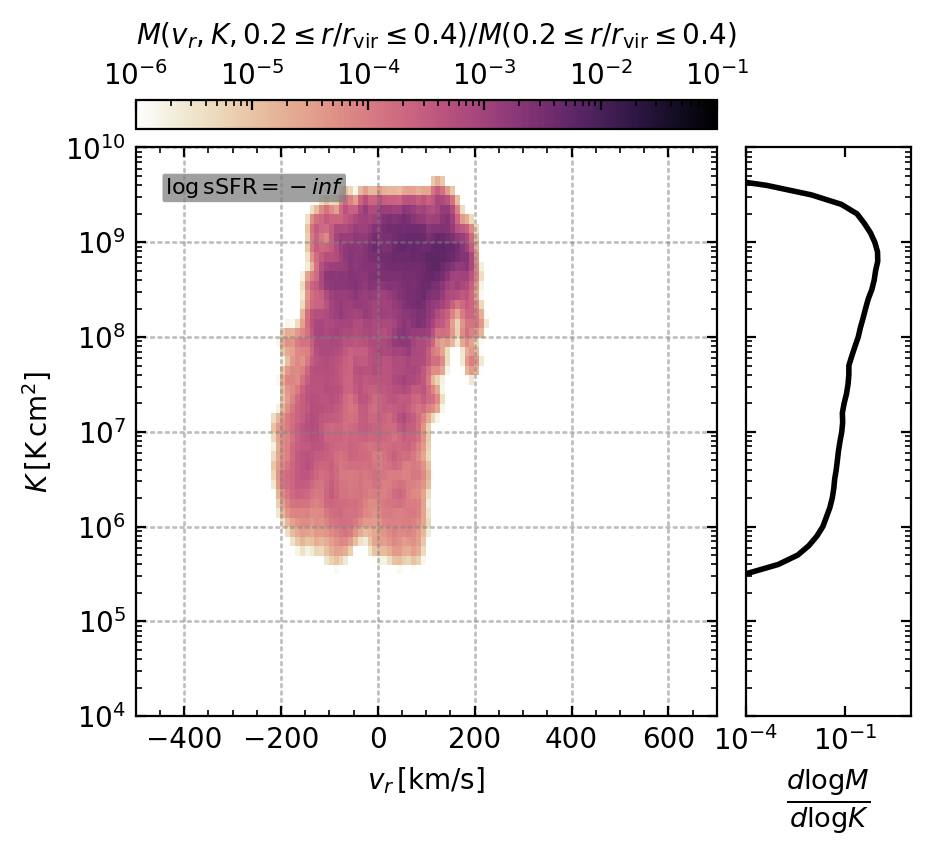 M(v_r, K, 0.2 ≤ r/r_vir ≤ 0.4)/M(0.2 ≤ r/r_vir ≤ 0.4)
10^−6 10^−5 10^−4 10^−3 10^−2 10^−1
log sSFR = −inf
10^10
10^9
10^8
10^7
10^6
10^5
10^4
K [K cm^2]
−400 −200 0 200 400 600
v_r [km/s]
10^−4 10^−1
dlogM
dlogK